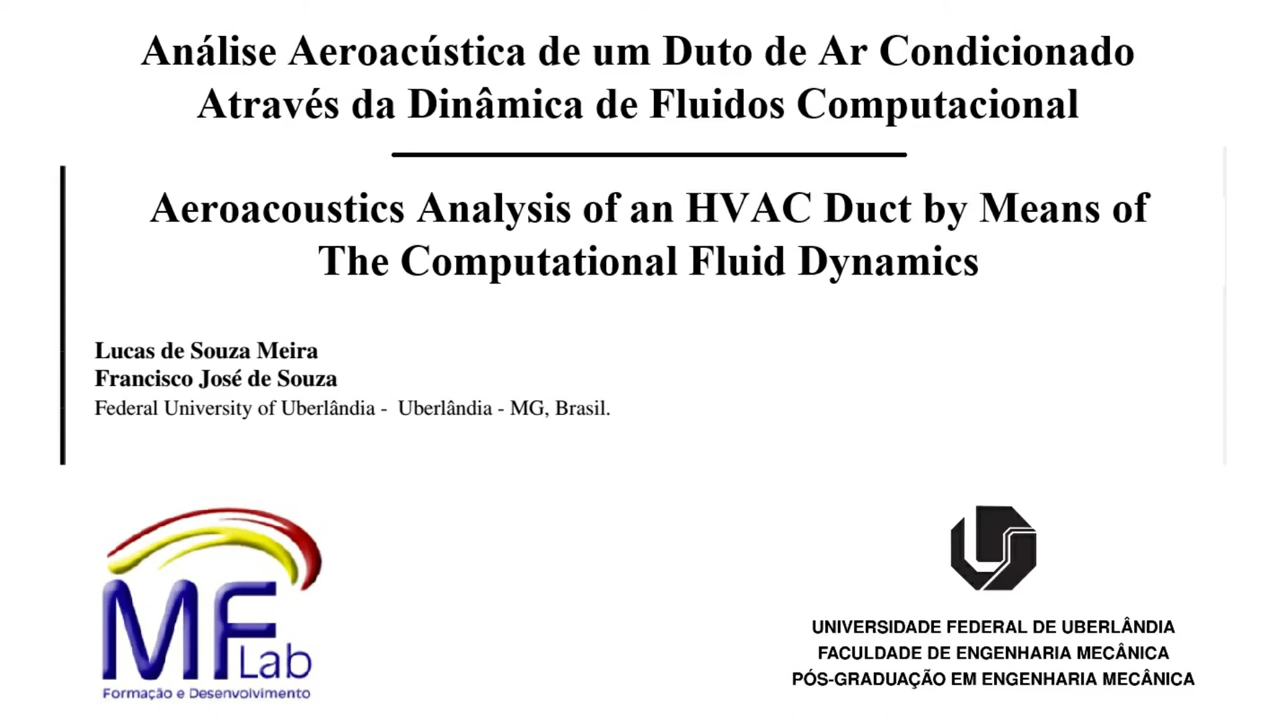 Análise Aeroacústica de um Duto de Ar Condicionado
Através da Dinâmica de Fluidos Computacional
Aeroacoustics Analysis of an HVAC Duct by Means of
The Computational Fluid Dynamics
Lucas de Souza Meira
Francisco José de Souza
Federal University of Uberlândia - Uberlândia - MG, Brasil.
MFLab
Formação e Desenvolvimento
UNIVERSIDADE FEDERAL DE UBERLÂNDIA
FACULDADE DE ENGENHARIA MECÂNICA
PÓS-GRADUAÇÃO EM ENGENHARIA MECÂNICA